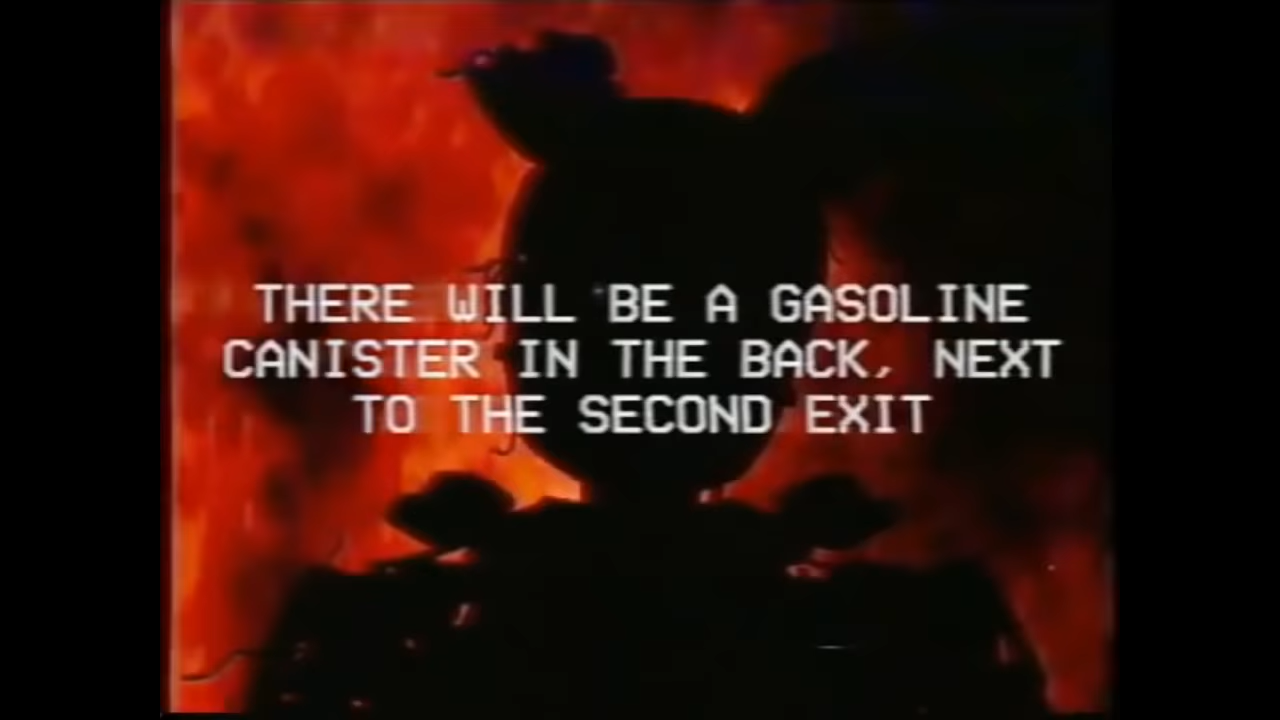 THERE WILL BE A GASOLINE
CANISTER IN THE BACK, NEXT
TO THE SECOND EXIT